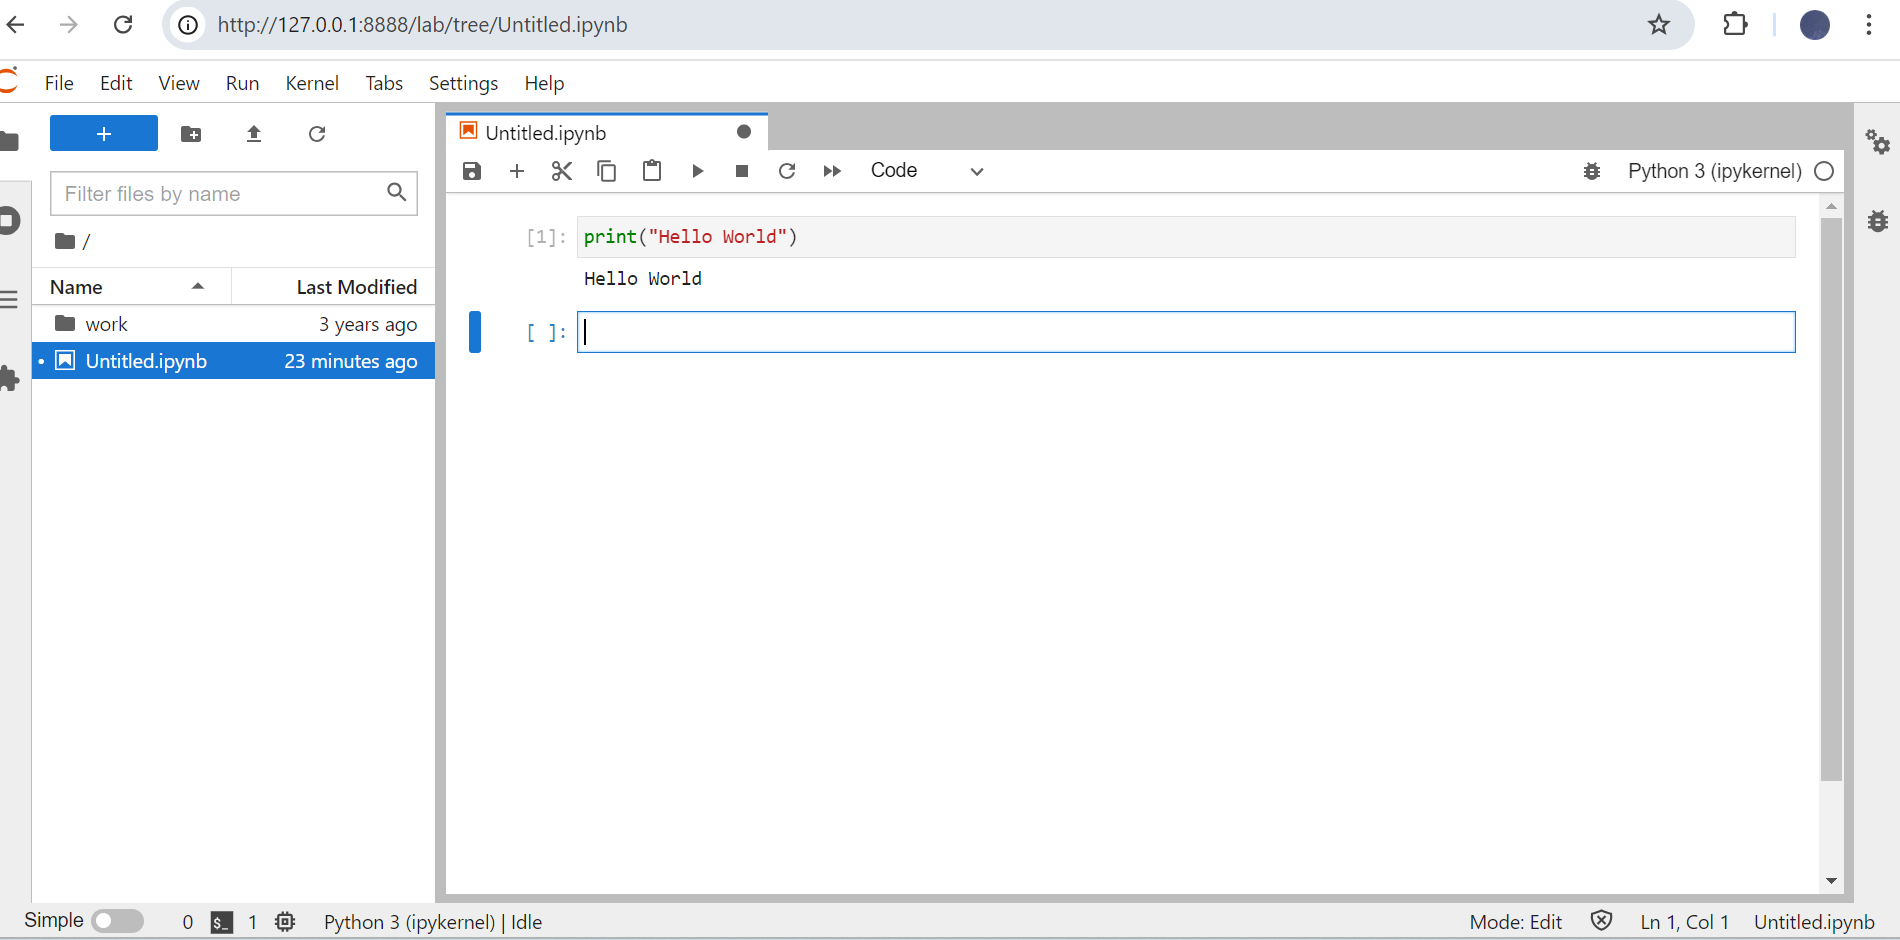 http://127.0.0.1:8888/lab/tree/Untitled.ipynb
File Edit View Run Kernel Tabs Settings Help
Untitled.ipynb
Code
Python 3 (ipykernel)
Filter files by name
/
Name Last Modified
work 3 years ago
Untitled.ipynb 23 minutes ago
[1]: print("Hello World")
Hello World
[ ]:
Simple 0 $_ 1 Python 3 (ipykernel) | Idle Mode: Edit Ln 1, Col 1 Untitled.ipynb